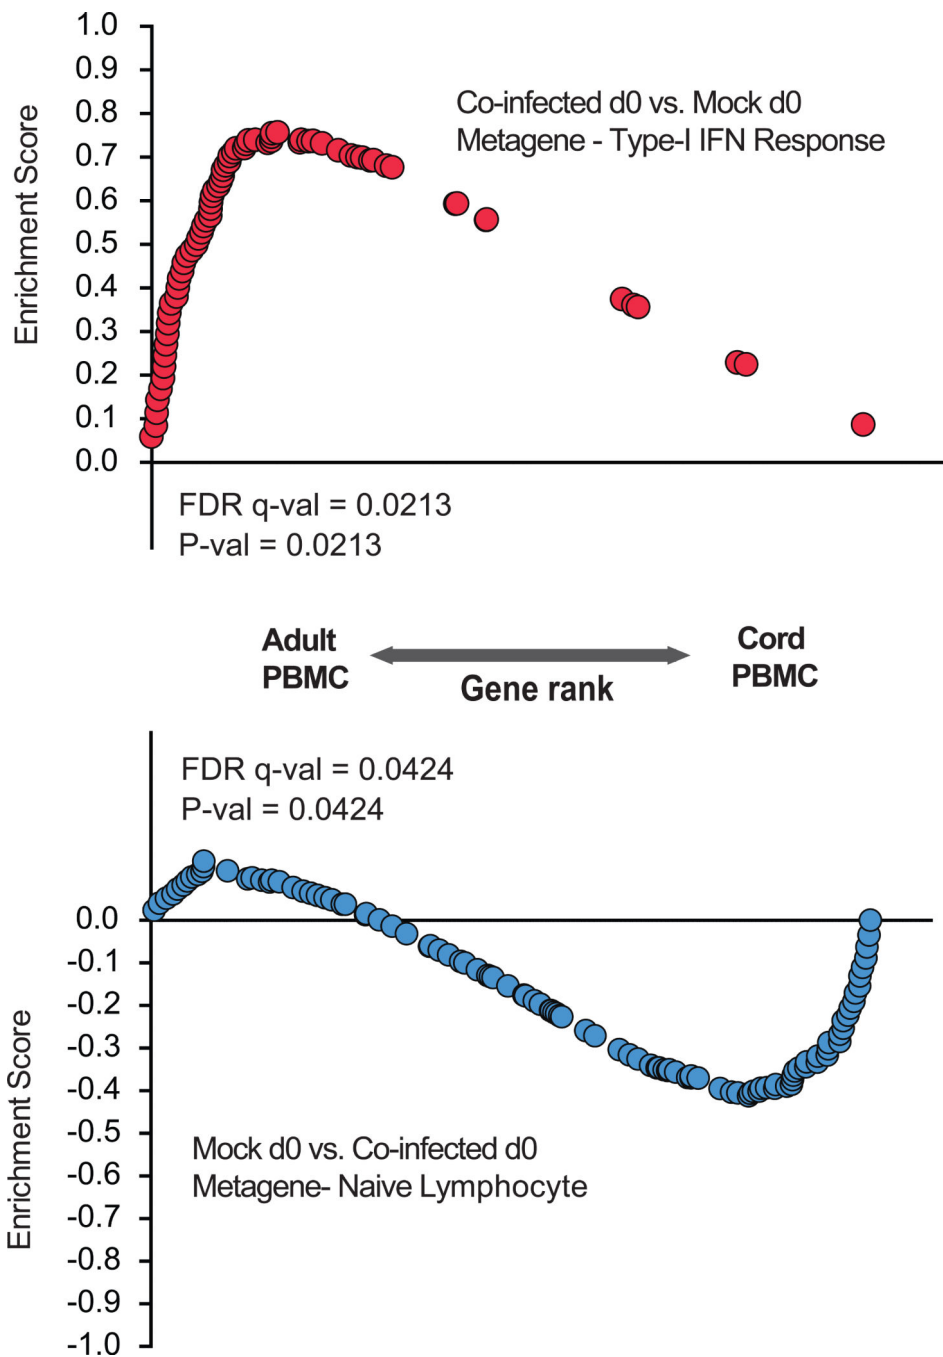 1.0
0.9
0.8
0.7
0.6
0.5
0.4
0.3
0.2
0.1
0.0
Enrichment Score
Co-infected d0 vs. Mock d0
Metagene - Type-I IFN Response
FDR q-val = 0.0213
P-val = 0.0213
Adult
PBMC
Gene rank
Cord
PBMC
FDR q-val = 0.0424
P-val = 0.0424
0.0
-0.1
-0.2
-0.3
-0.4
-0.5
-0.6
-0.7
-0.8
-0.9
-1.0
Enrichment Score
Mock d0 vs. Co-infected d0
Metagene- Naive Lymphocyte